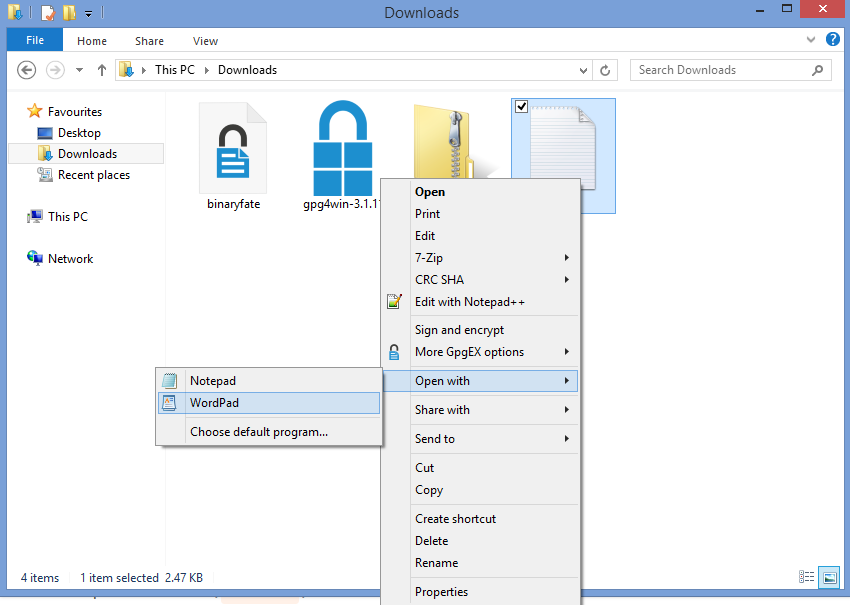 Downloads
File Home Share View
This PC Downloads
Search Downloads
Favourites
Desktop
Downloads
Recent places
This PC
Network
binaryfate
gpg4win-3.1.1
Open
Print
Edit
7-Zip
CRC SHA
Edit with Notepad++
Sign and encrypt
More GpgEX options
Open with
Share with
Send to
Cut
Copy
Create shortcut
Delete
Rename
Properties
Notepad
WordPad
Choose default program...
4 items 1 item selected 2.47 KB